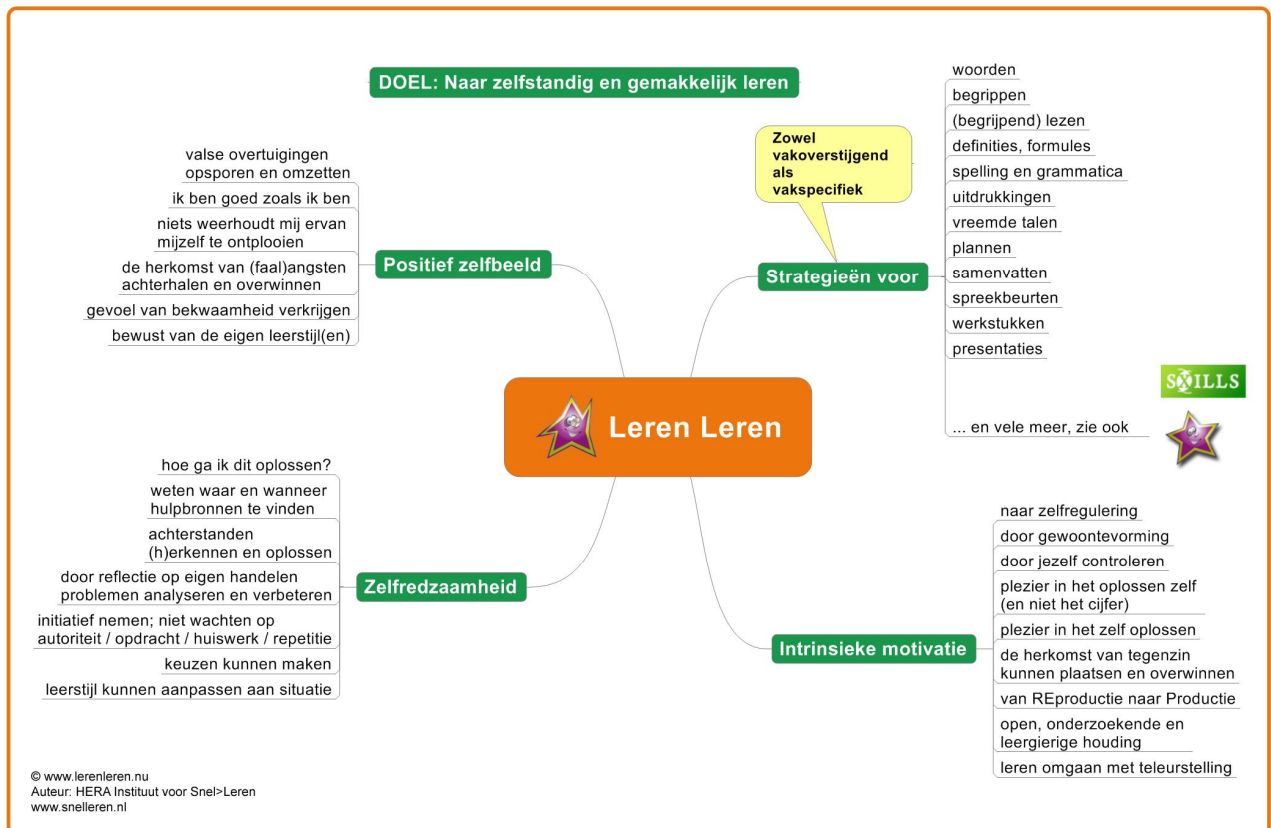 DOEL: Naar zelfstandig en gemakkelijk leren
Zowel
vakoverstijgend
als
vakspecifiek
Strategieën voor
woorden
begrippen
(begrijpend) lezen
definities, formules
spelling en grammatica
uitdrukkingen
vreemde talen
plannen
samenvatten
spreekbeurten
werkstukken
presentaties
... en vele meer, zie ook
SXILLS
Positief zelfbeeld
valse overtuigingen
opsporen en omzetten
ik ben goed zoals ik ben
niets weerhoudt mij ervan
mijzelf te ontplooien
de herkomst van (faal)angsten
achterhalen en overwinnen
gevoel van bekwaamheid verkrijgen
bewust van de eigen leerstijl(en)
Leren Leren
Zelfredzaamheid
hoe ga ik dit oplossen?
weten waar en wanneer
hulpbronnen te vinden
achterstanden
(h)erkennen en oplossen
door reflectie op eigen handelen
problemen analyseren en verbeteren
initiatief nemen; niet wachten op
autoriteit / opdracht / huiswerk / repetitie
keuzen kunnen maken
leerstijl kunnen aanpassen aan situatie
Intrinsieke motivatie
naar zelfregulering
door gewoontevorming
door jezelf controleren
plezier in het oplossen zelf
(en niet het cijfer)
plezier in het zelf oplossen
de herkomst van tegenzin
kunnen plaatsen en overwinnen
van REproductie naar Productie
open, onderzoekende en
leergierige houding
leren omgaan met teleurstelling
© www.lerenleren.nu
Auteur: HERA Instituut voor Snel>Leren
www.snelleren.nl